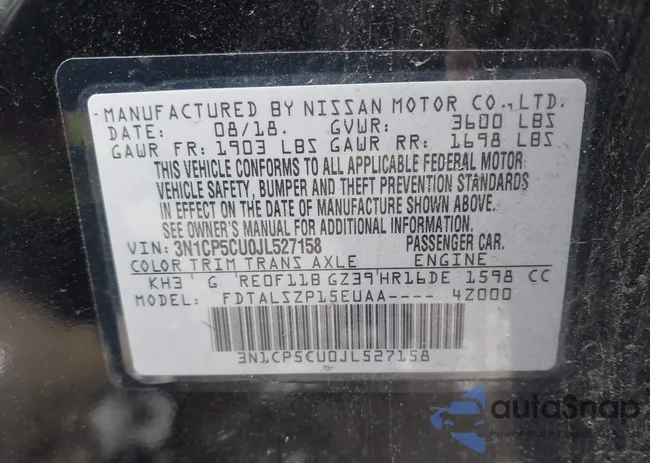 MANUFACTURED BY NISSAN MOTOR CO., LTD.
DATE: 08/18. GVWR: 3600 LBS
GAWR FR: 1903 LBS GAWR RR: 1698 LBS
THIS VEHICLE CONFORMS TO ALL APPLICABLE FEDERAL MOTOR
VEHICLE SAFETY, BUMPER AND THEFT PREVENTION STANDARDS
IN EFFECT ON THE DATE OF MANUFACTURE SHOWN ABOVE.
SEE OWNER'S MANUAL FOR ADDITIONAL INFORMATION.
VIN: 3N1CP5CU0JL527158 PASSENGER CAR.
COLOR TRIM TRANS AXLE ENGINE
KH3 G RE0F11B GZ39 HR16DE 1598 CC
MODEL: FDTALSZP15EUAA---- 4Z000
3N1CP5CU0JL527158
autoSnap